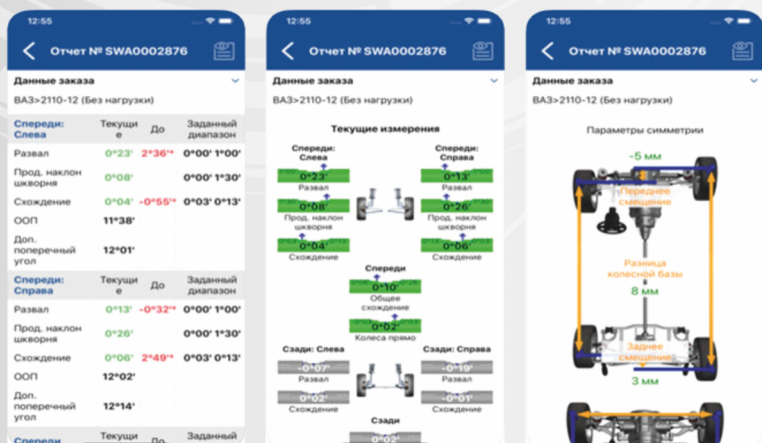 12:55
Отчет № SWA0002876
Данные заказа
ВАЗ>2110-12 (Без нагрузки)
Спереди: Слева Текущие До Заданный диапазон
Развал 0°23' 2°36'* 0°00' 1°00'
Прод. наклон шкворня 0°08' 0°00' 1°30'
Схождение 0°04' -0°55'* 0°03' 0°13'
ООП 11°38'
Доп. поперечный угол 12°01'
Спереди: Справа Текущие До Заданный диапазон
Развал 0°13' -0°32'* 0°00' 1°00'
Прод. наклон шкворня 0°26' 0°00' 1°30'
Схождение 0°06' 2°49'* 0°03' 0°13'
ООП 12°02'
Доп. поперечный угол 12°14'
Спереди Текущи До Заданный
12:55
Отчет № SWA0002876
Данные заказа
ВАЗ>2110-12 (Без нагрузки)
Текущие измерения
Спереди: Слева
Спереди: Справа
0°23'
0°13'
Развал
Развал
0°08'
0°26'
Прод. наклон шкворня
Прод. наклон шкворня
0°04'
0°06'
Схождение
Схождение
Спереди
0°10'
Общее схождение
0°02'
Колеса прямо
Сзади: Слева
Сзади: Справа
-0°07'
-0°19'
Развал
Развал
0°02'
-0°01'
Схождение
Схождение
Сзади
0°02'
12:55
Отчет № SWA0002876
Данные заказа
ВАЗ>2110-12 (Без нагрузки)
Параметры симметрии
-5 мм
Переднее смещение
Разница колесной базы
8 мм
Заднее смещение
3 мм